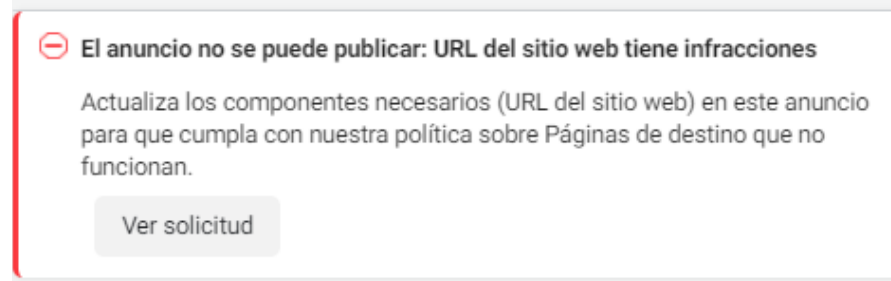 El anuncio no se puede publicar: URL del sitio web tiene infracciones
Actualiza los componentes necesarios (URL del sitio web) en este anuncio
para que cumpla con nuestra política sobre Páginas de destino que no
funcionan.
Ver solicitud